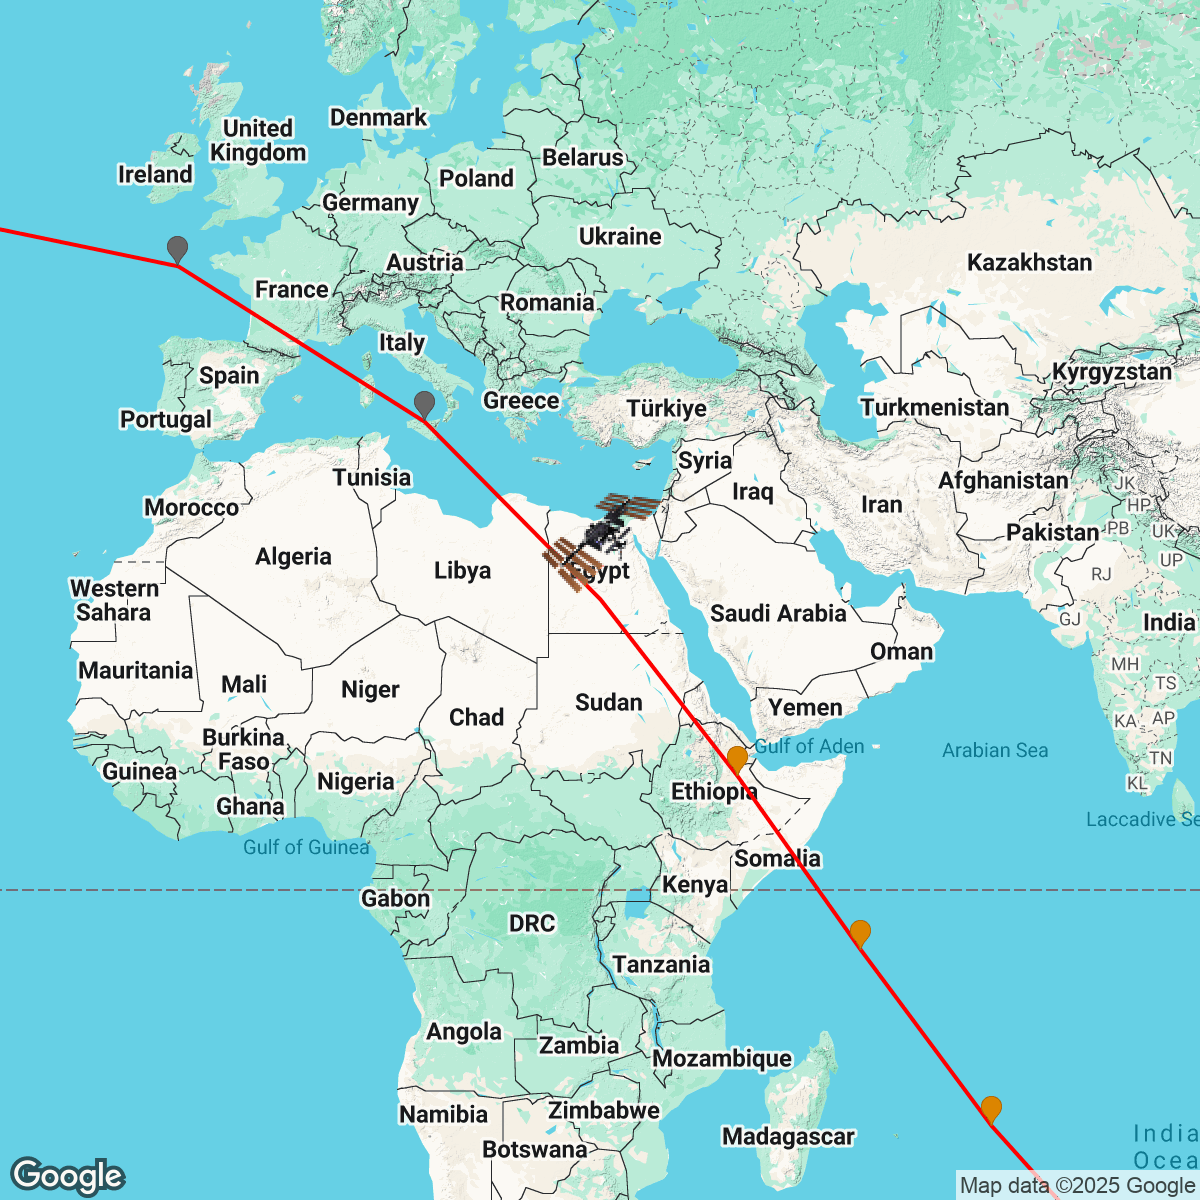 Denmark
United
Kingdom
Belarus
Ireland
Poland
Germany
Ukraine
Austria
Kazakhstan
France
Romania
Italy
Spain
Kyrgyzstan
Greece
Türkiye
Turkmenistan
Portugal
Syria
Tunisia
Afghanistan
JK
Iraq
Iran
HP
Morocco
Pakistan
PB
UK
Algeria
Libya
Egypt
UP
RJ
Western
Sahara
Saudi Arabia
GJ
India
Oman
Mauritania
MH
Mali
Niger
TS
Sudan
Yemen
Chad
KA
AP
Burkina
Faso
Gulf of Aden
Arabian Sea
TN
Guinea
Nigeria
Ethiopia
KL
Ghana
Laccadive Se
Gulf of Guinea
Somalia
Kenya
Gabon
DRC
Tanzania
Angola
Zambia
Mozambique
Namibia
Zimbabwe
Madagascar
India
Ocea
Botswana
Google
Map data ©2025 Google